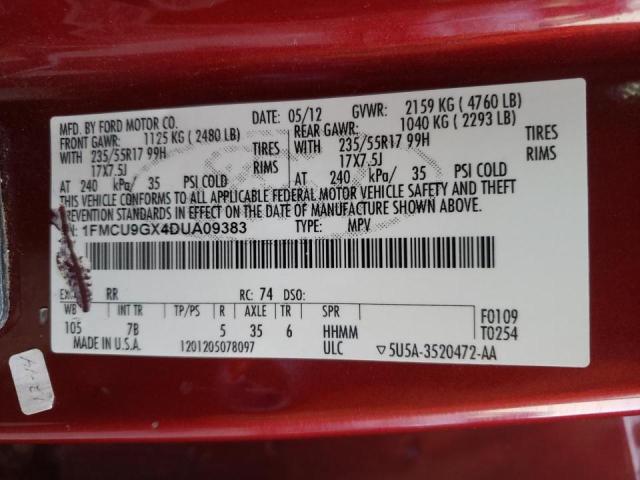 MFD. BY FORD MOTOR CO.
DATE: 05/12 GVWR: 2159 KG ( 4760 LB)
FRONT GAWR: 1125 KG ( 2480 LB) REAR GAWR: 1040 KG ( 2293 LB)
WITH 235/55R17 99H TIRES WITH 235/55R17 99H TIRES
17X7.5J RIMS 17X7.5J RIMS
AT 240 kPa/ 35 PSI COLD AT 240 kPa/ 35 PSI COLD
THIS VEHICLE CONFORMS TO ALL APPLICABLE FEDERAL MOTOR VEHICLE SAFETY AND THEFT
PREVENTION STANDARDS IN EFFECT ON THE DATE OF MANUFACTURE SHOWN ABOVE.
1FMCU9GX4DUA09383 TYPE: MPV
RR RC: 74 DSO:
WB INT TR TP/PS R AXLE TR SPR F0109
105 7B 5 35 6 HHMM T0254
MADE IN U.S.A. 1201205078097 ULC ▽5U5A-3520472-AA